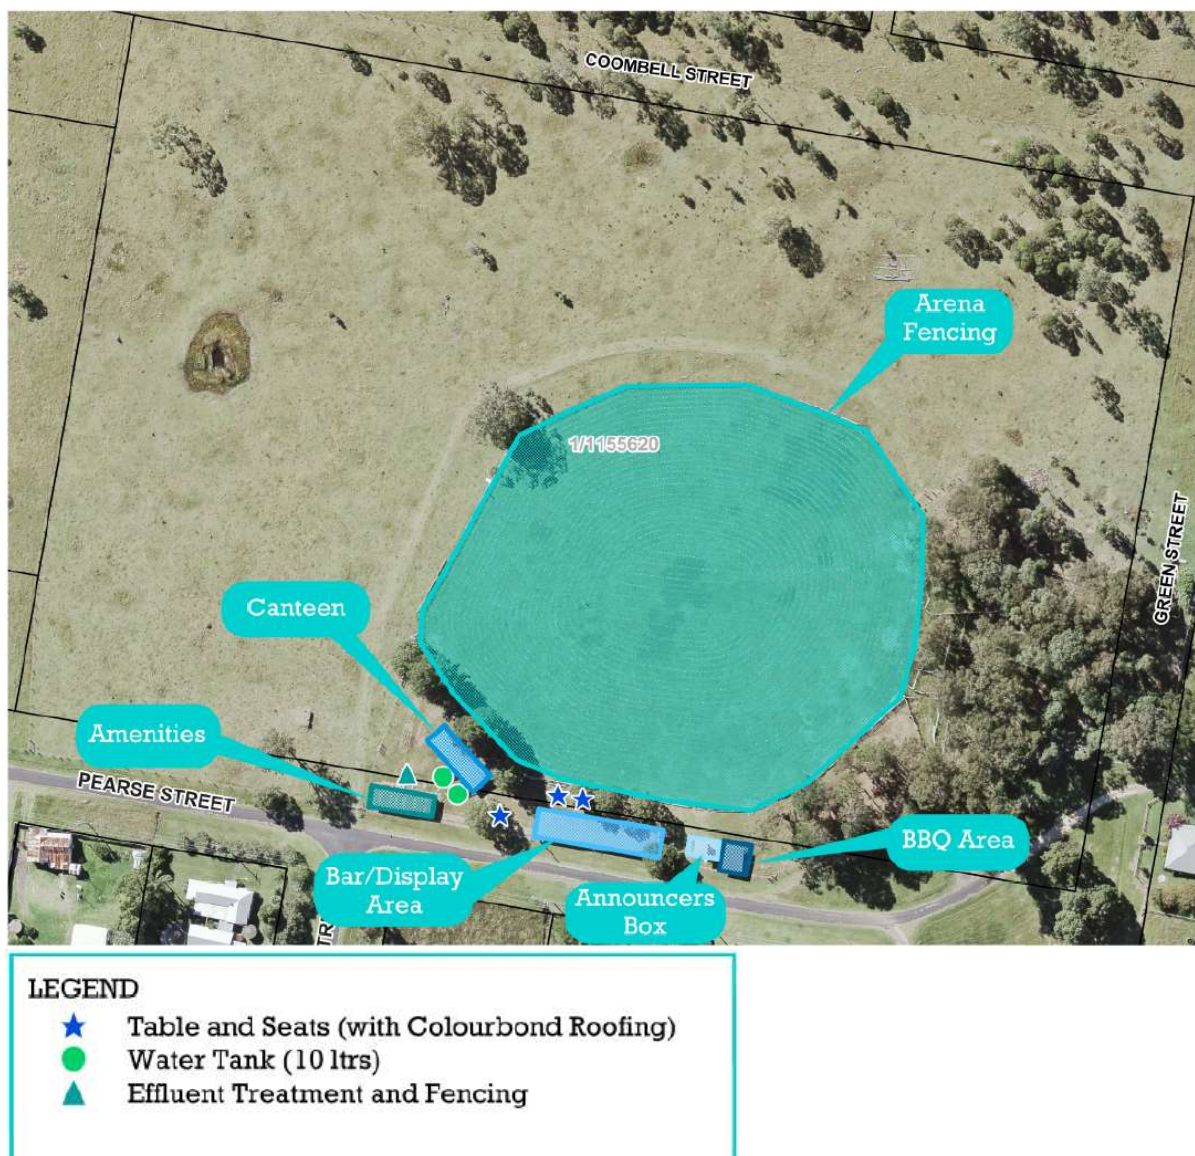 COOMBELL STREET
Arena
Fencing
1/1155620
GREEN STREET
Canteen
Amenities
PEARSE STREET
BBQ Area
Bar/Display
Area
Announcers
Box
TR
LEGEND
Table and Seats (with Colourbond Roofing)
Water Tank (10 ltrs)
Effluent Treatment and Fencing